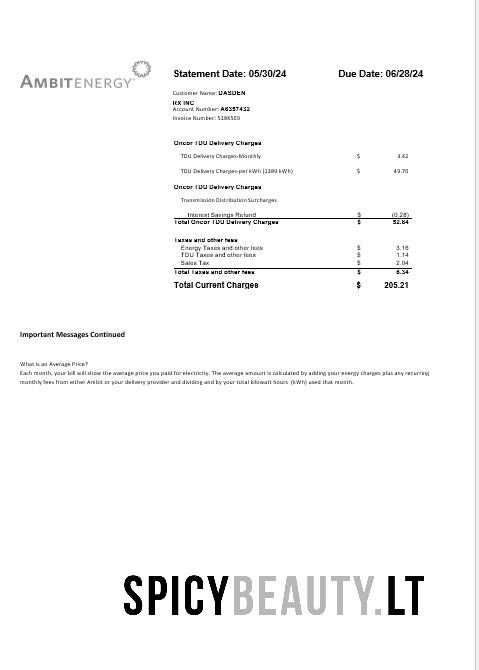 AMBITENERGY
Statement Date: 05/30/24 Due Date: 06/28/24
Customer Name: DASDEN
RX INC
Account Number: A6357432
Invoice Number: 518K5E9
Oncor TDU Delivery Charges
TDU Delivery Charges-Monthly $ 3.42
TDU Delivery Charges-per kWh (1389 kWh) $ 49.70
Oncor TDU Delivery Charges
Transmission Distribution Surcharges
Interest Savings Refund $ (0.28)
Total Oncor TDU Delivery Charges $ 52.84
Taxes and other fees
Energy Taxes and other fees $ 3.16
TDU Taxes and other fees $ 1.14
Sales Tax $ 2.04
Total Taxes and other fees $ 6.34
Total Current Charges $ 205.21
Important Messages Continued
What is an Average Price?
Each month, your bill will show the average price you paid for electricity. The average amount is calculated by adding your energy charges plus any recurring
monthly fees from either Ambit or your delivery provider and dividing and by your total kilowatt hours (kWh) used that month.
SPICYBEAUTY.LT